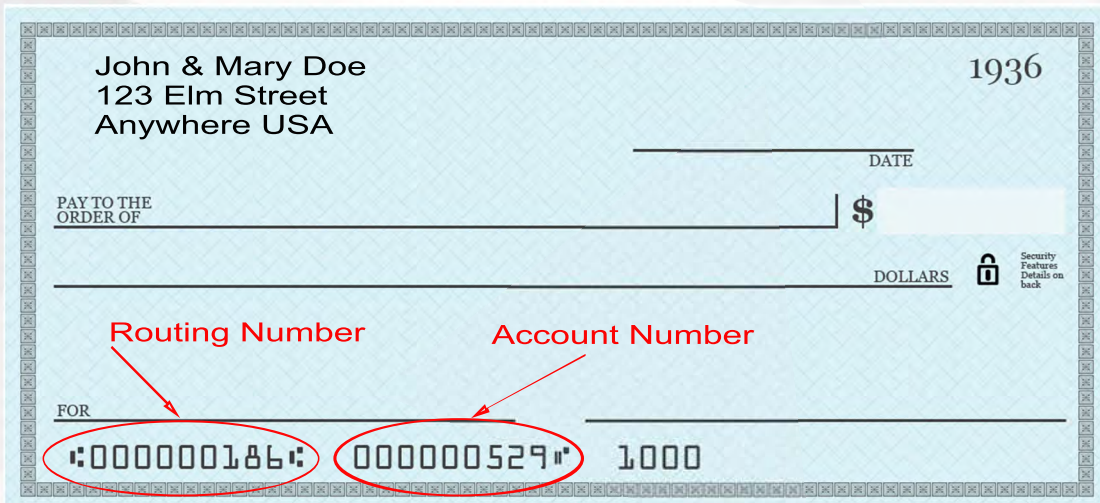 John & Mary Doe
123 Elm Street
Anywhere USA
1936
DATE
PAY TO THE
ORDER OF
$
DOLLARS
Security
Features
Details on
back
Routing Number
Account Number
FOR
⑆000000186⑆ 000000529⑈ 1000